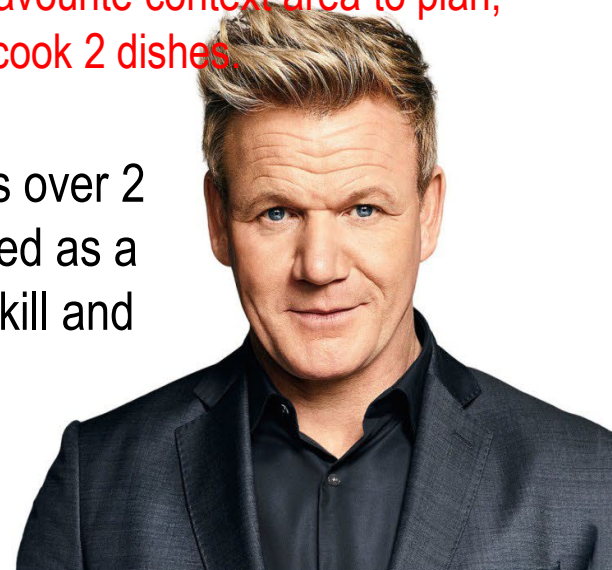 avourite context area to plan,
cook 2 dishes.
s over 2
ed as a
kill and